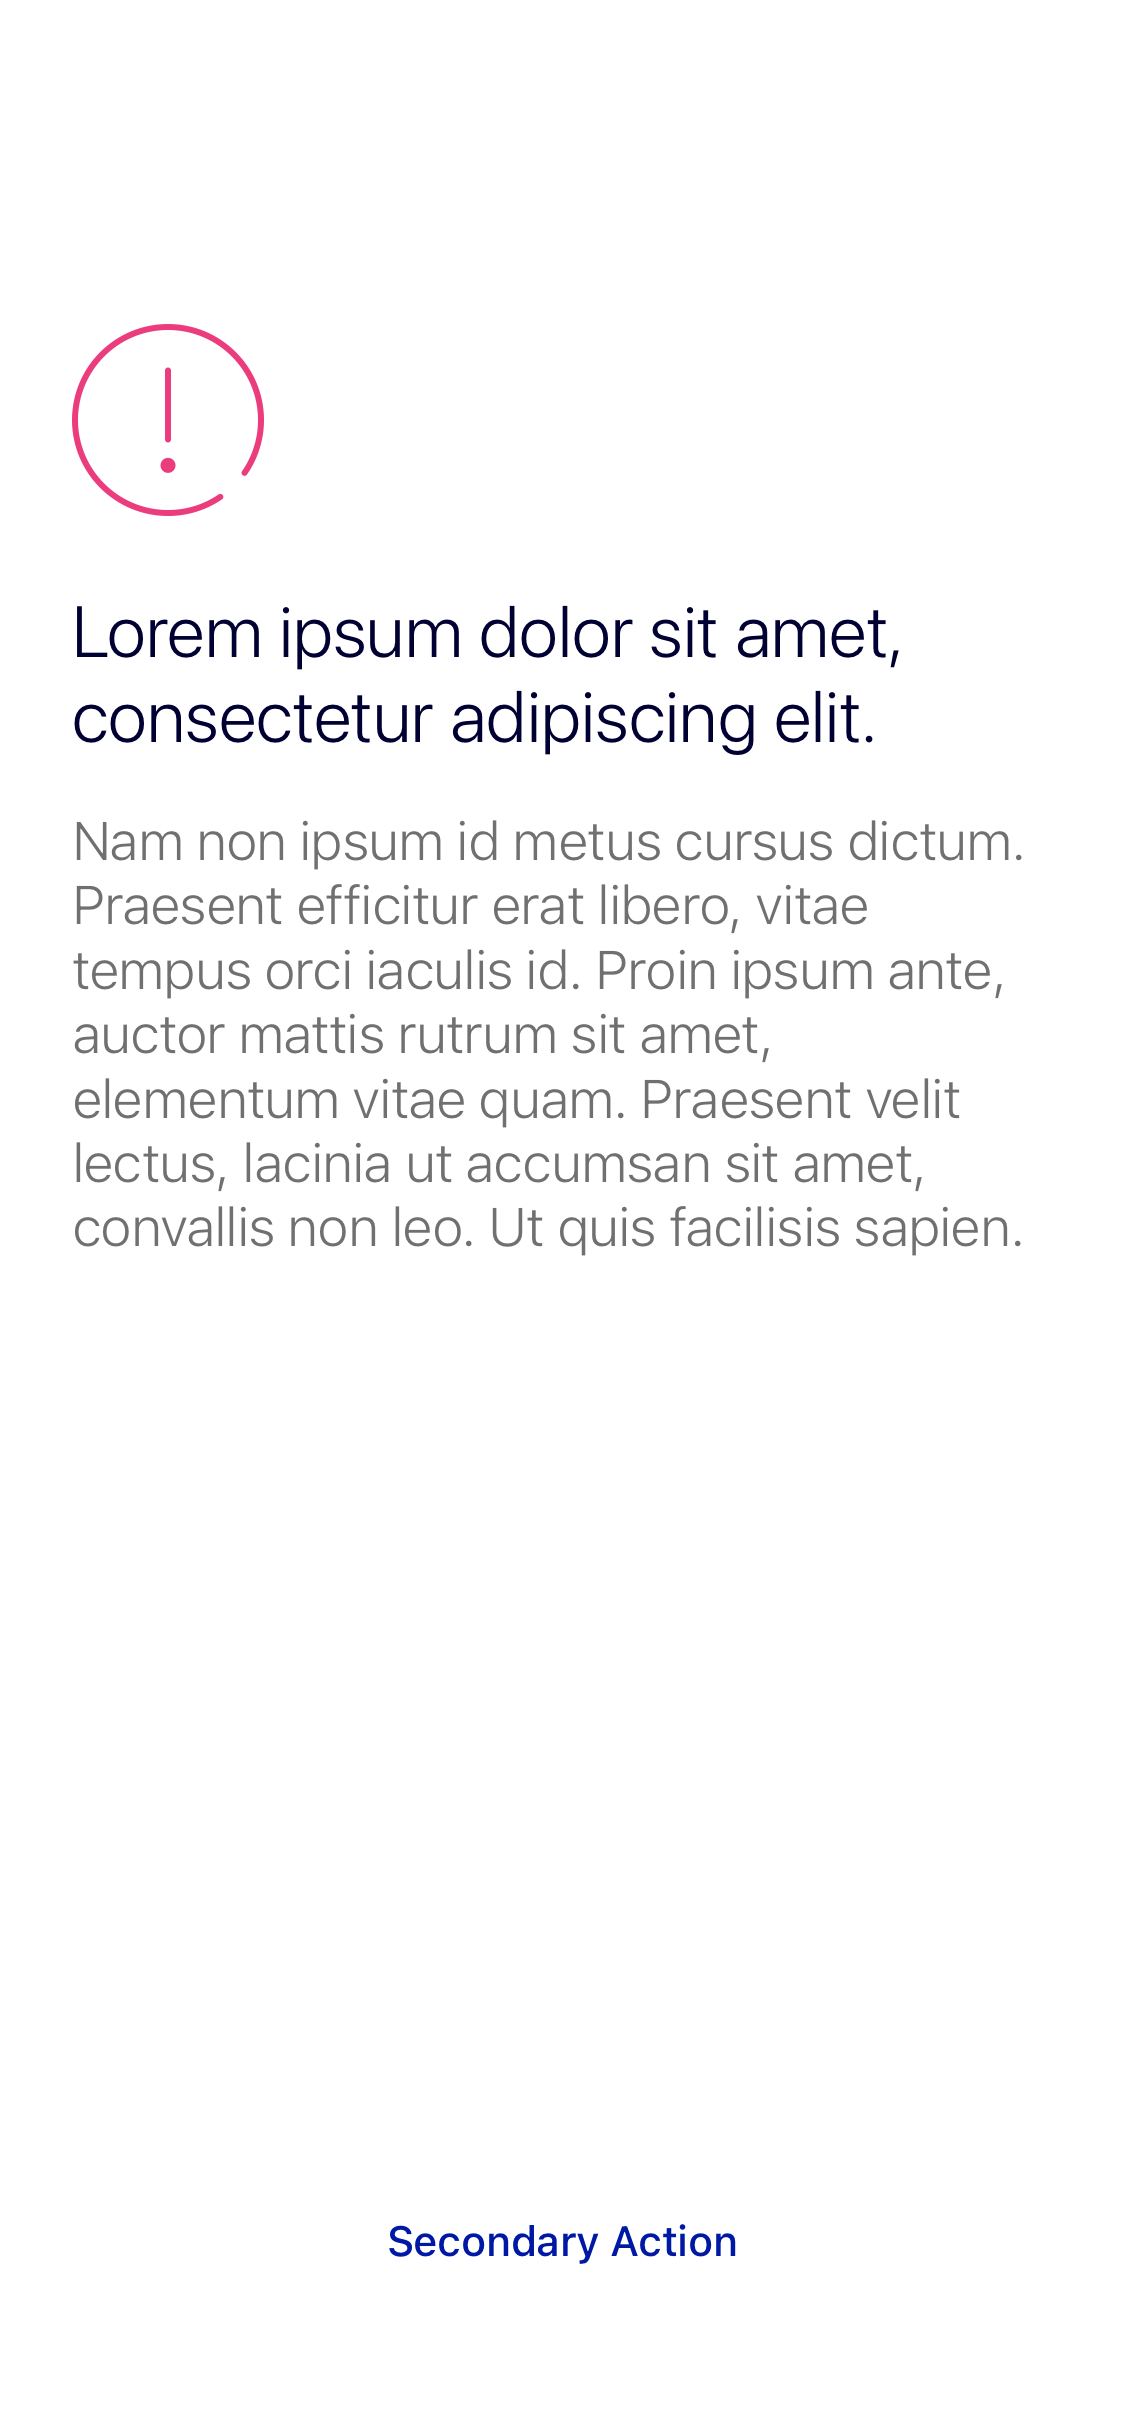 Lorem ipsum dolor sit amet,
consectetur adipiscing elit.
Nam non ipsum id metus cursus dictum.
Praesent efficitur erat libero, vitae
tempus orci iaculis id. Proin ipsum ante,
auctor mattis rutrum sit amet,
elementum vitae quam. Praesent velit
lectus, lacinia ut accumsan sit amet,
convallis non leo. Ut quis facilisis sapien.
Secondary Action